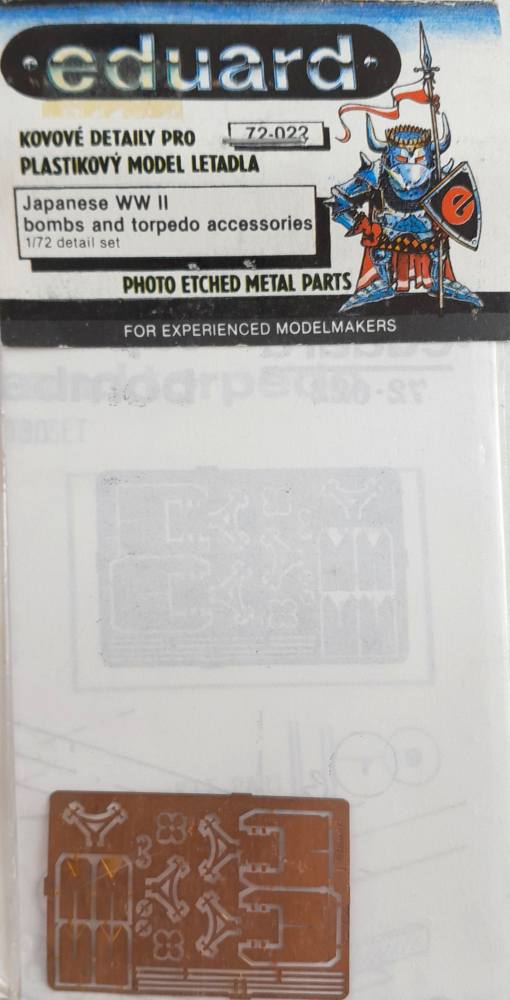 eduard
KOVOVÉ DETAILY PRO
72-022
PLASTIKOVÝ MODEL LETADLA
Japanese WW II
bombs and torpedo accessories
1/72 detail set
e
PHOTO ETCHED METAL PARTS
FOR EXPERIENCED MODELMAKERS